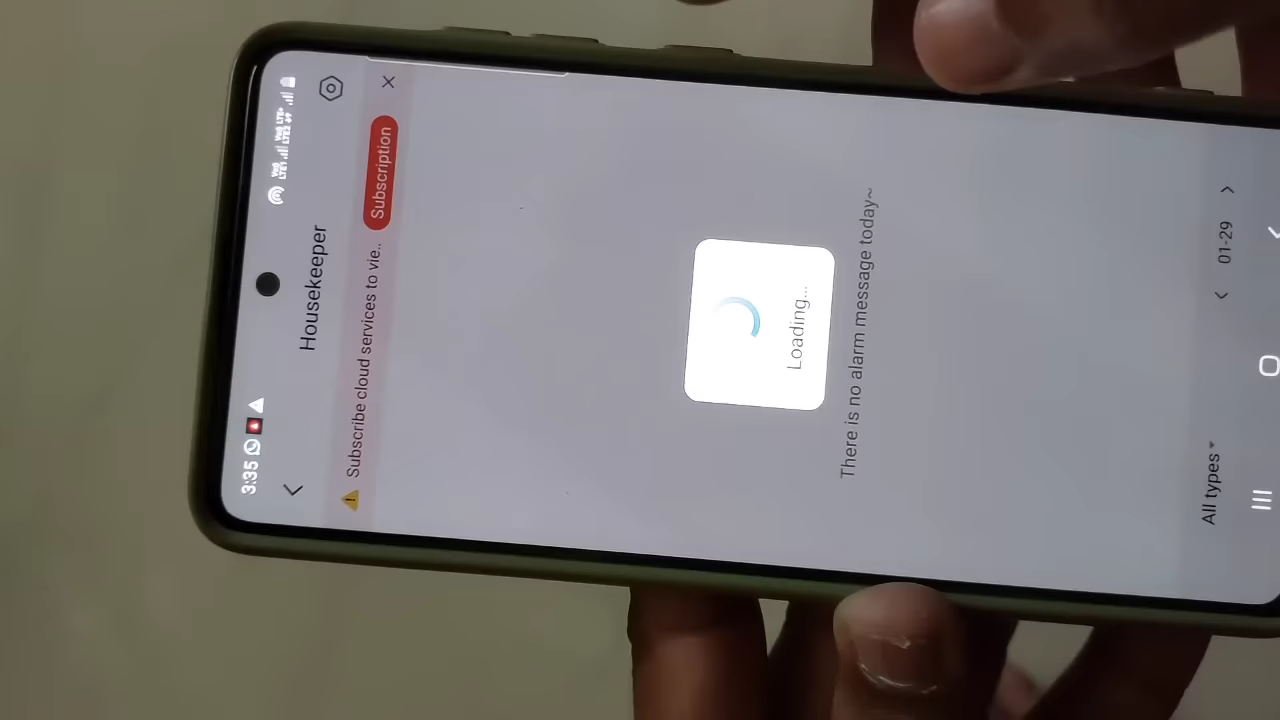 3:35
Housekeeper
Subscribe cloud services to vie..
Subscription
Loading...
There is no alarm message today~
All types
01-29